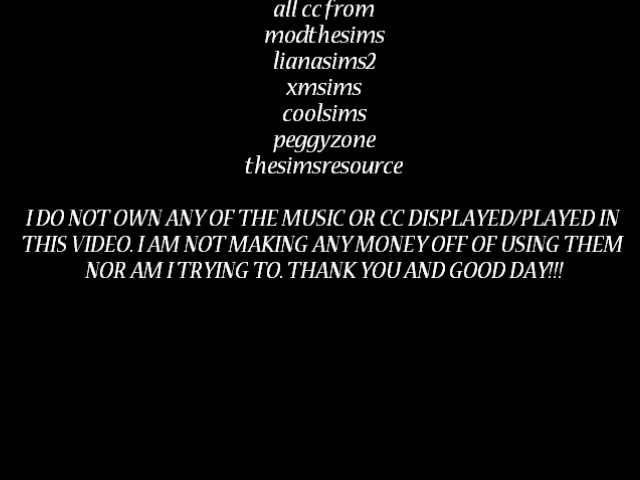 all cc from
modthesims
lianasims2
xmsims
coolsims
peggyzone
thesimsresource
I DO NOT OWN ANY OF THE MUSIC OR CC DISPLAYED/PLAYED IN
THIS VIDEO. I AM NOT MAKING ANY MONEY OFF OF USING THEM
NOR AM I TRYING TO. THANK YOU AND GOOD DAY!!!